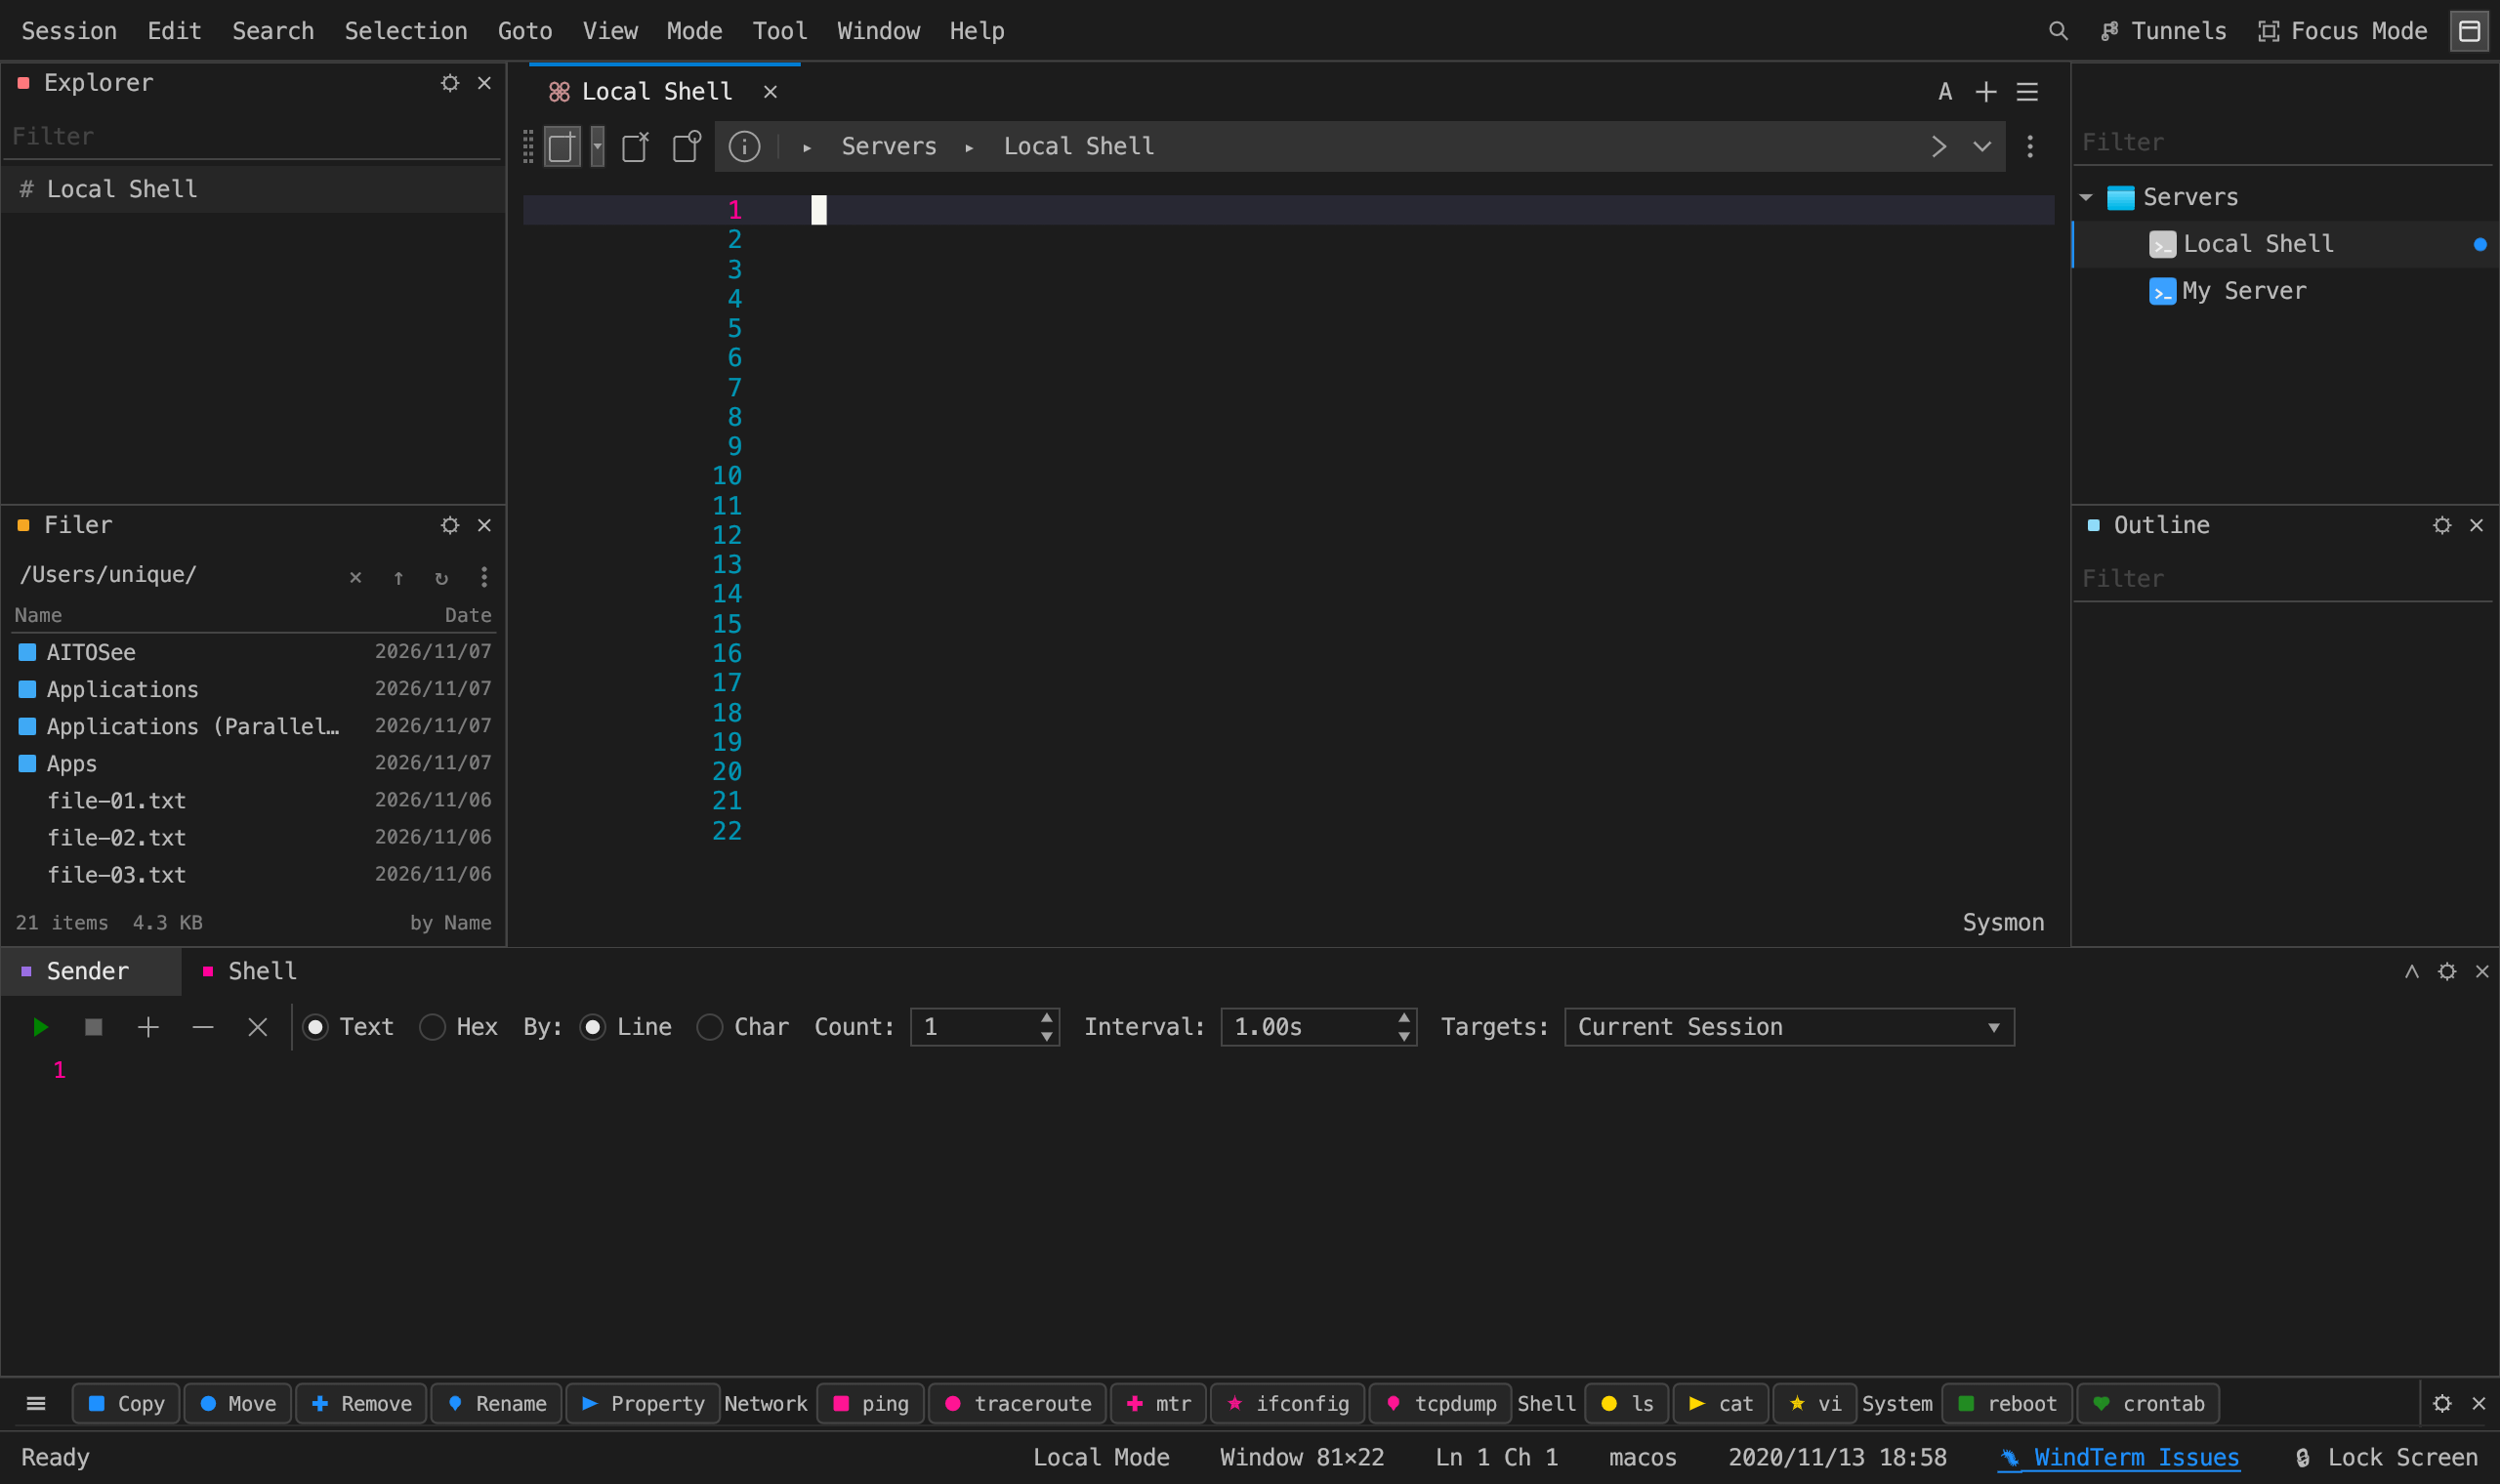 Session Edit Search Selection Goto View Mode Tool Window Help Tunnels Focus Mode
Explorer
Filter
# Local Shell
Filer
/Users/unique/
Name Date
AITOSee 2026/11/07
Applications 2026/11/07
Applications (Parallel… 2026/11/07
Apps 2026/11/07
file-01.txt 2026/11/06
file-02.txt 2026/11/06
file-03.txt 2026/11/06
21 items 4.3 KB by Name
Local Shell A
Servers Local Shell
1
2
3
4
5
6
7
8
9
10
11
12
13
14
15
16
17
18
19
20
21
22
Sysmon
Filter
Servers
Local Shell
My Server
Outline
Filter
Sender Shell
Text Hex By: Line Char Count: 1 Interval: 1.00s Targets: Current Session
1
Copy Move Remove Rename Property Network ping traceroute mtr ifconfig tcpdump Shell ls cat vi System reboot crontab
Ready Local Mode Window 81×22 Ln 1 Ch 1 macos 2020/11/13 18:58 WindTerm Issues Lock Screen